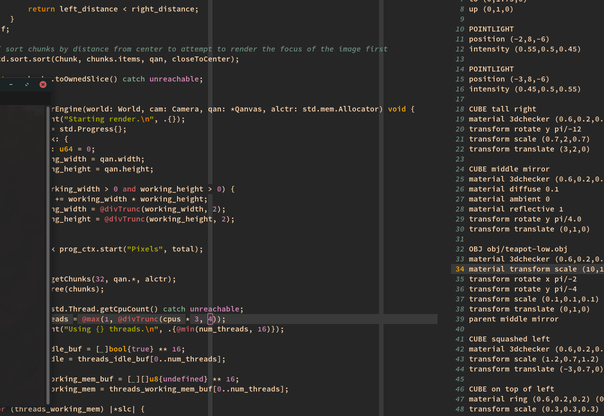 return left_distance < right_distance;
}
f;
sort chunks by distance from center to attempt to render the focus of the image first
d.sort.sort(Chunk, chunks.items, qan, closeToCenter);
.toOwnedSlice() catch unreachable;
erEngine(world: World, cam: Camera, qan: *Qanvas, alctr: std.mem.Allocator) void {
nt("Starting render.\n", .{});
= std.Progress{};
: {
: u64 = 0;
ng_width = qan.width;
ng_height = qan.height;
orking_width > 0 and working_height > 0) {
+= working_width * working_height;
ng_width = @divTrunc(working_width, 2);
ng_height = @divTrunc(working_height, 2);
k prog_ctx.start("Pixels", total);
getChunks(32, qan.*, alctr);
ree(chunks);
std.Thread.getCpuCount() catch unreachable;
eads = @max(1, @divTrunc(cpus * 3, 4));
nt("Using {} threads.\n", .{@min(num_threads, 16)});
dle_buf = [_]bool{true} ** 16;
dle = threads_idle_buf[0..num_threads];
orking_mem_buf = [_][]u8{undefined} ** 16;
orking_mem = threads_working_mem_buf[0..num_threads];
or (threads_working_mem) |*slc| {
8 up (0,1,0)
9
10 POINTLIGHT
11 position (-2,8,-6)
12 intensity (0.55,0.5,0.45)
13
14 POINTLIGHT
15 position (-3,8,-6)
16 intensity (0.45,0.5,0.55)
17
18 CUBE tall right
19 material 3dchecker (0.6,0.2,0.
20 transform rotate y pi/-12
21 transform scale (0.7,2,0.7)
22 transform translate (3,2,0)
23
24 CUBE middle mirror
25 material 3dchecker (0.6,0.2,0.
26 material diffuse 0.1
27 material ambient 0
28 material reflective 1
29 transform rotate y pi/4.0
30 transform translate (0,1,0)
31
32 OBJ obj/teapot-low.obj
33 material 3dchecker (0.6,0.2,0.
34 material transform scale (10,1
35 transform rotate x pi/-2
36 transform rotate y pi/-4
37 transform scale (0.1,0.1,0.1)
38 transform translate (0,1,0)
39 parent middle mirror
40
41 CUBE squashed left
42 material 3dchecker (0.6,0.2,0.
43 transform scale (1.2,0.7,1.2)
44 transform translate (-3,0.7,0)
45
46 CUBE on top of left
47 material ring (0.6,0.2,0.2) (0
48 transform scale (0.3,0.3,0.3)